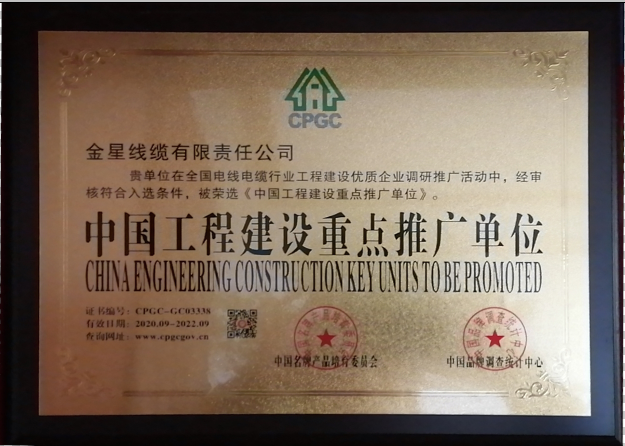 CPGC
金星线缆有限责任公司
贵单位在全国电线电缆行业工程建设优质企业调研推广活动中，经审
核符合入选条件，被荣选《中国工程建设重点推广单位》。
中国工程建设重点推广单位
CHINA ENGINEERING CONSTRUCTION KEY UNITS TO BE PROMOTED
证书编号：CPGC-GC03338
有效日期：2020.09-2022.09
查询网址：www.cpgcgov.cn
中国名牌产品培育委员会
中国品牌调查统计中心